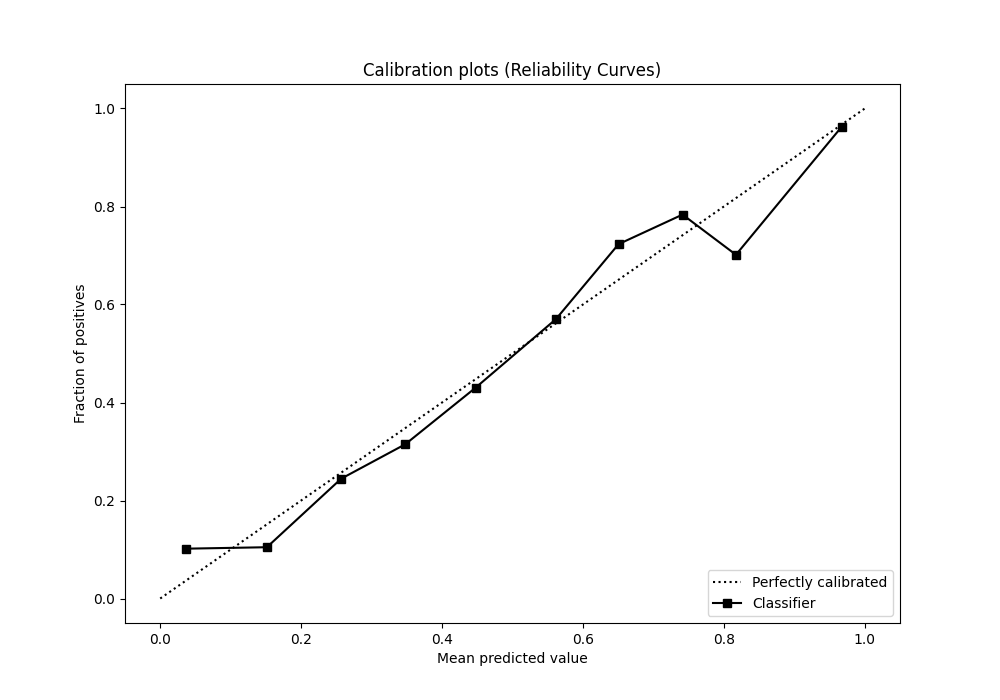 Calibration plots (Reliability Curves)
1.0
0.8
0.6
0.4
0.2
0.0
Fraction of positives
0.0 0.2 0.4 0.6 0.8 1.0
Mean predicted value
Perfectly calibrated
Classifier